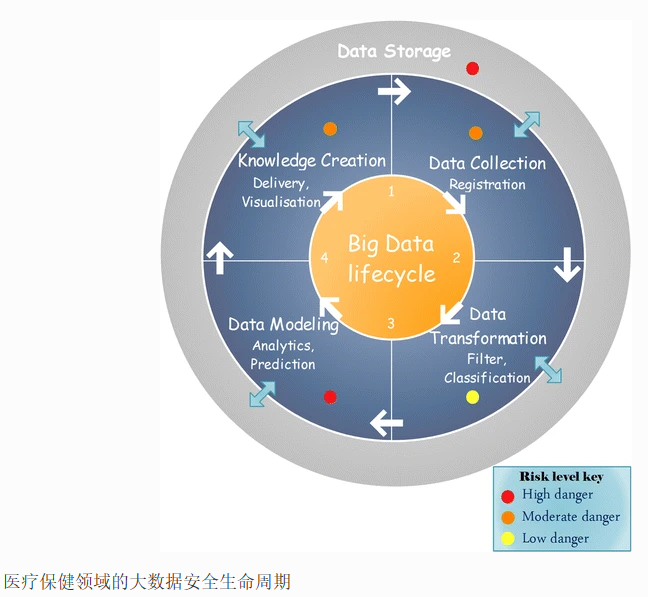 Data Storage
Knowledge Creation
Delivery,
Visualisation
Data Collection
Registration
1
Big Data
lifecycle
4
2
3
Data Modeling
Analytics,
Prediction
Data
Transformation
Filter,
Classification
Risk level key
High danger
Moderate danger
Low danger
医疗保健领域的大数据安全生命周期